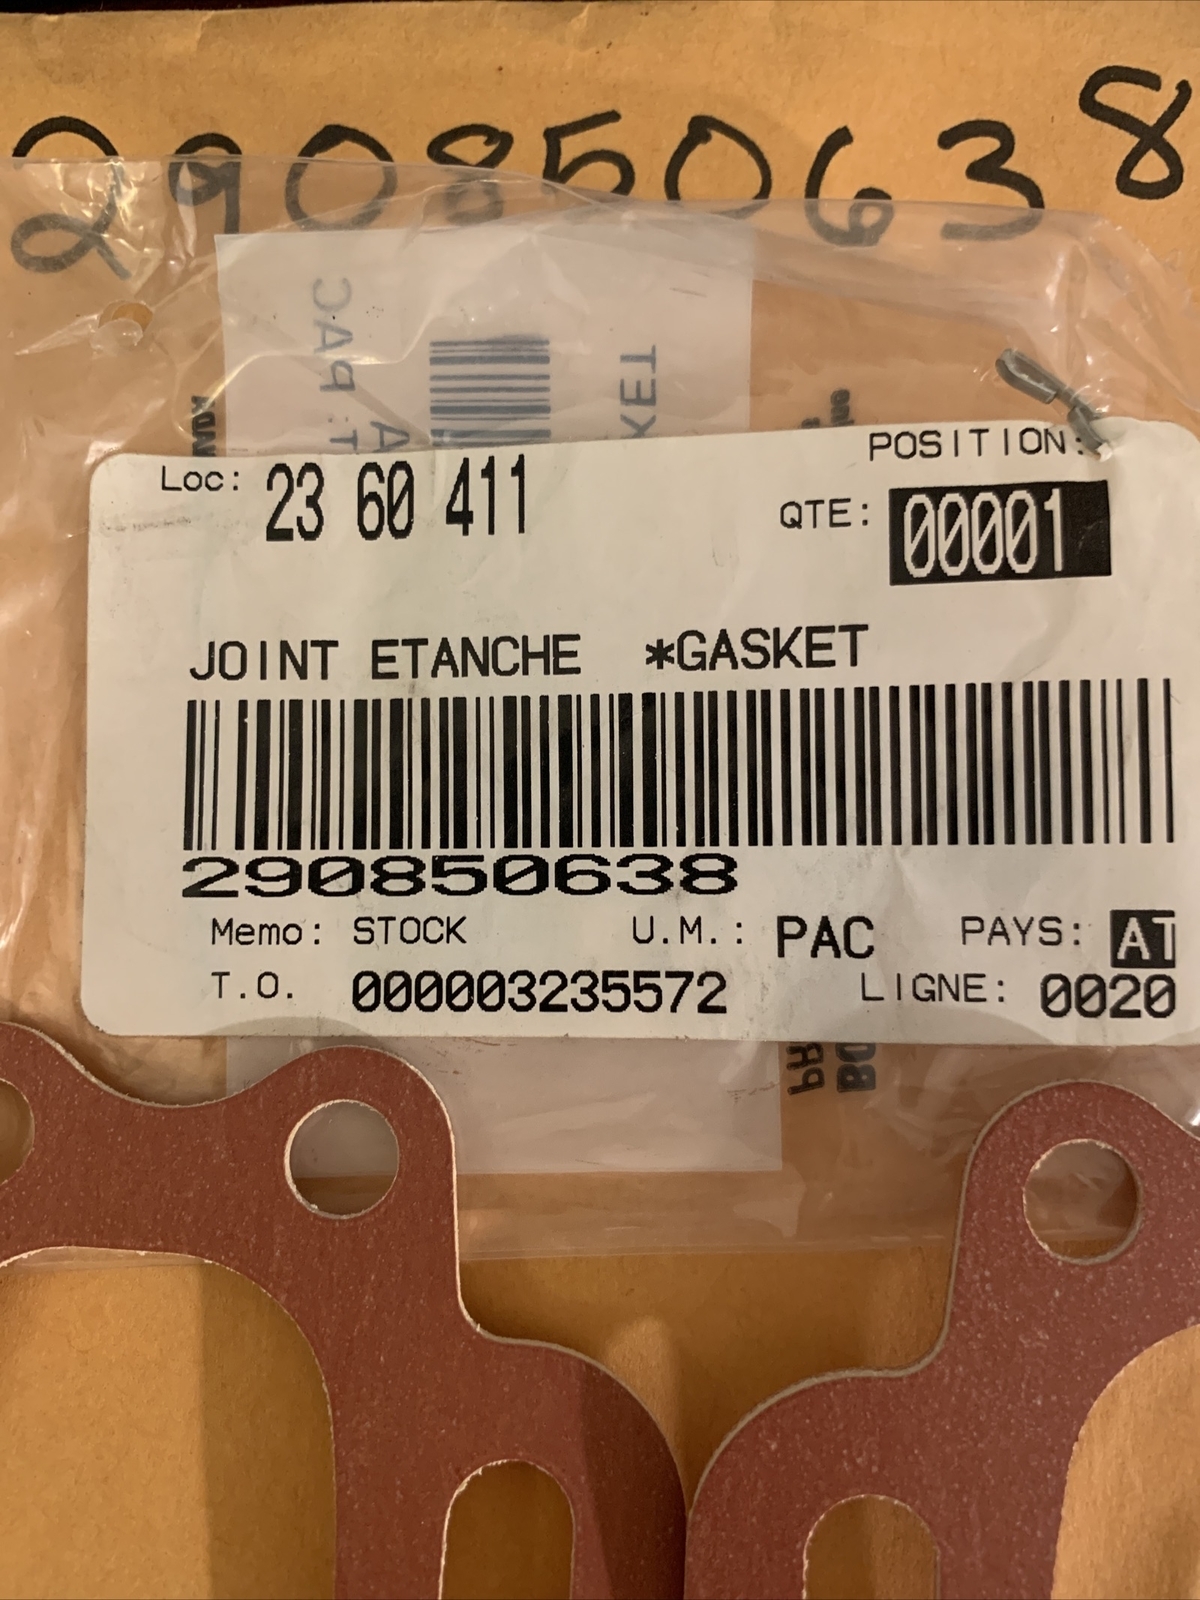 290850638
POSITION:
Loc: 23 60 411
QTE: 00001
JOINT ETANCHE *GASKET
290850638
Memo: STOCK U.M.: PAC PAYS: AT
T.O. 000003235572 LIGNE: 0020